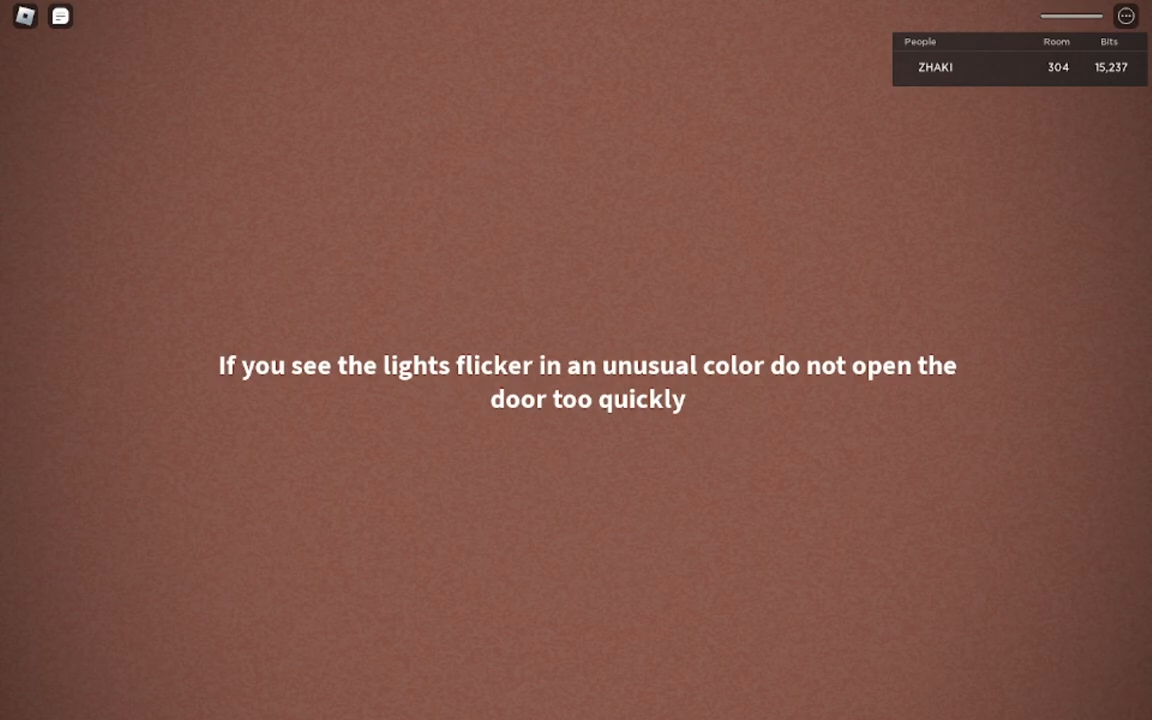 People Room Bits
ZHAKI 304 15,237
If you see the lights flicker in an unusual color do not open the
door too quickly